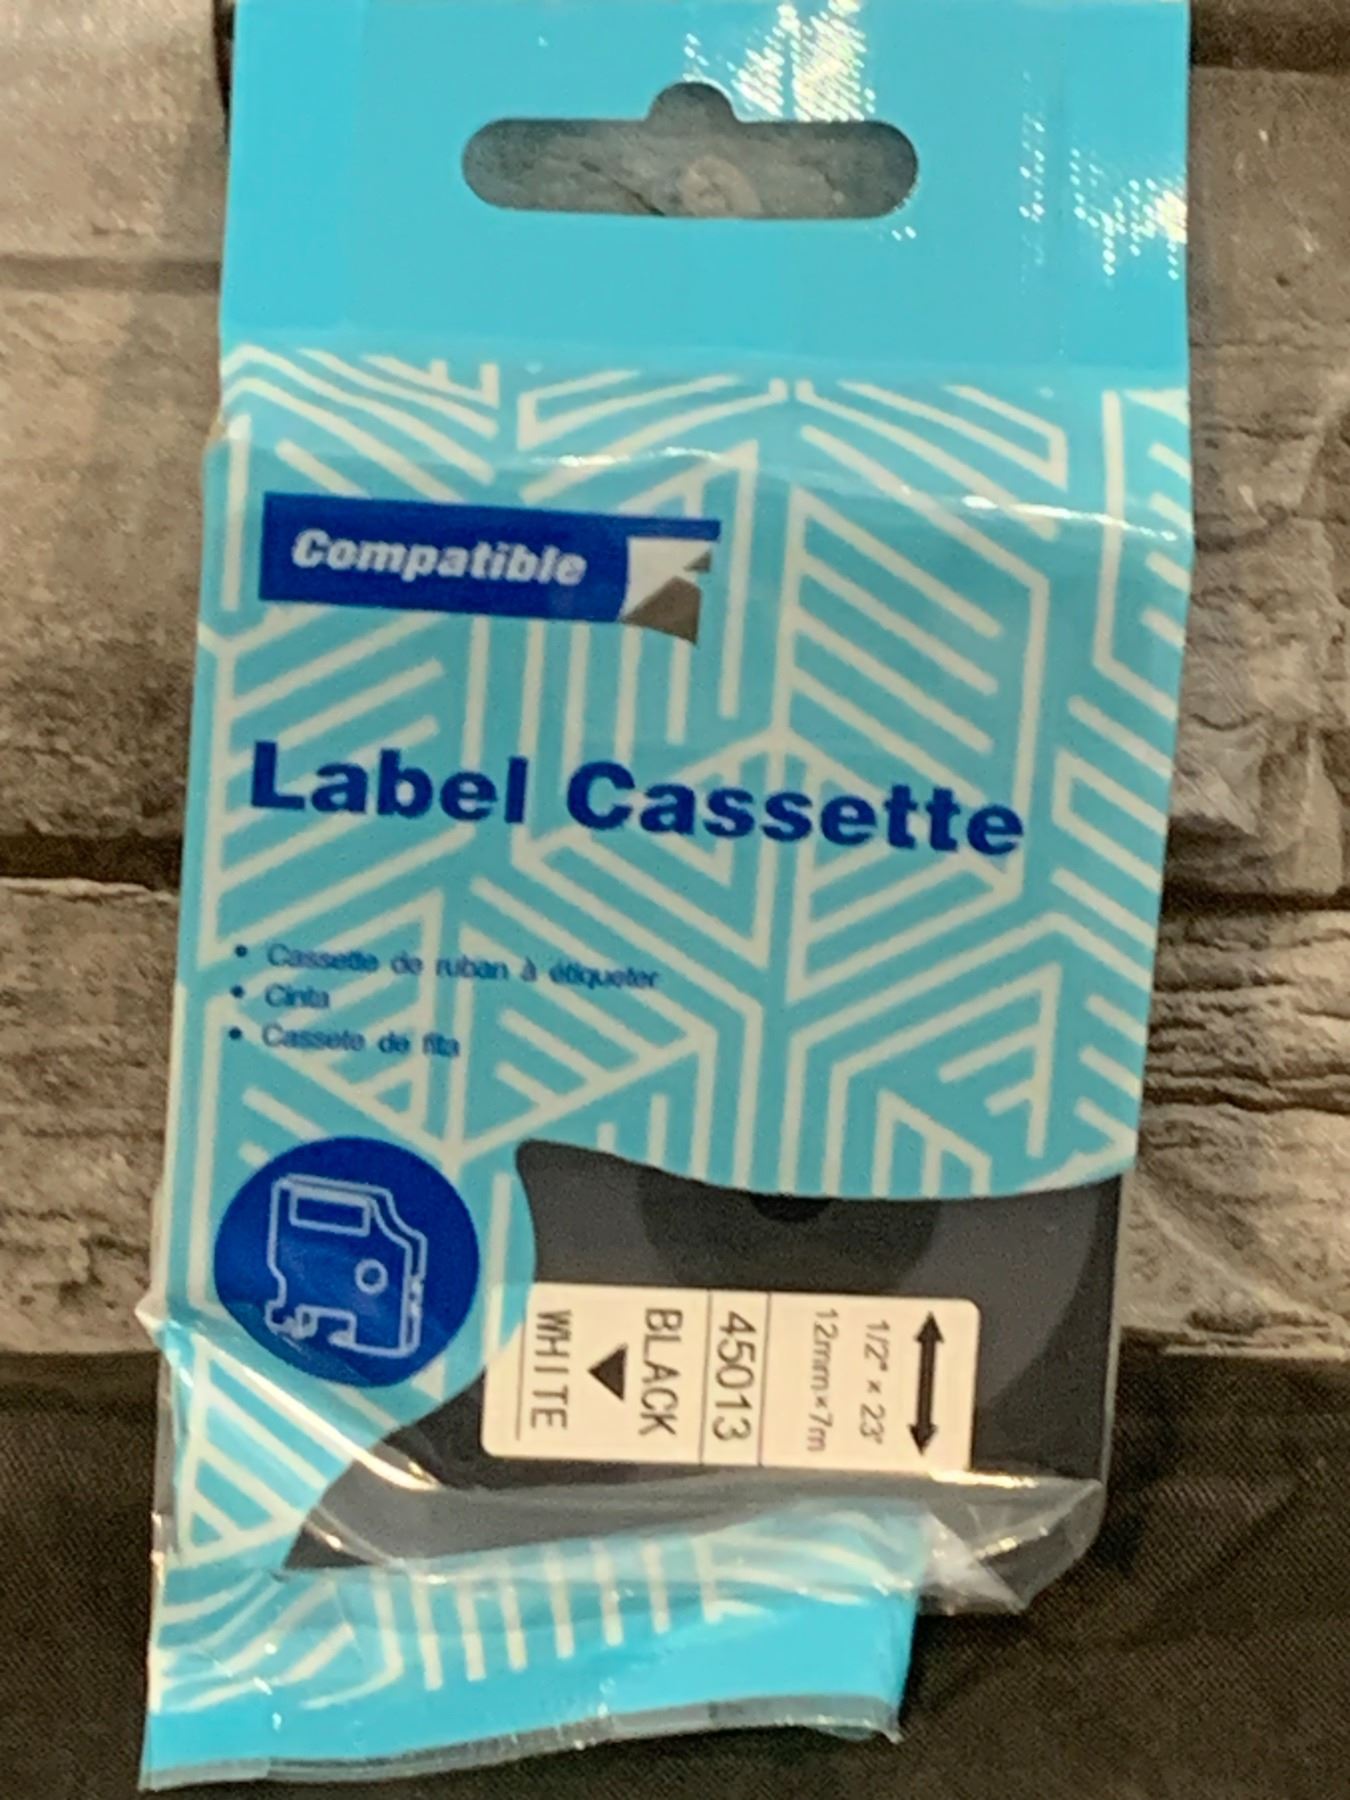 Compatible
Label Cassette
• Cassette de ruban à étiqueter
• Cinta
• Cassete de fita
1/2" × 23'
12mm×7m
45013
BLACK
WHITE